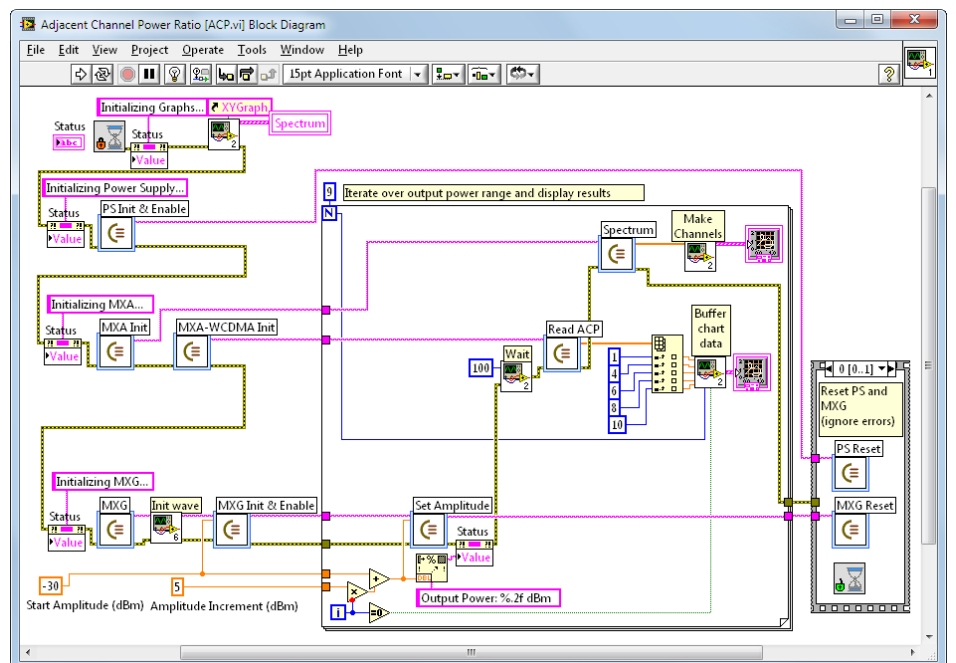 Adjacent Channel Power Ratio [ACP.vi] Block Diagram
File Edit View Project Operate Tools Window Help
15pt Application Font
?
1
Initializing Graphs...
XYGraph
Spectrum
Status
abc
Status
Value
2
Initializing Power Supply...
Status
Value
PS Init & Enable
9
Iterate over output power range and display results
N
Spectrum
Make
Channels
2
Initializing MXA...
Status
Value
MXA Init
MXA-WCDMA Init
Read ACP
Wait
100
2
Buffer
chart
data
2
1
4
6
8
10
0 [0..1]
Reset PS and
MXG
(ignore errors)
PS Reset
MXG Reset
Initializing MXG...
Status
Value
MXG
Init wave
6
MXG Init & Enable
Set Amplitude
Status
Value
DBL
Output Power: %.2f dBm
-30
Start Amplitude (dBm)
5
Amplitude Increment (dBm)
+
×
i
=0